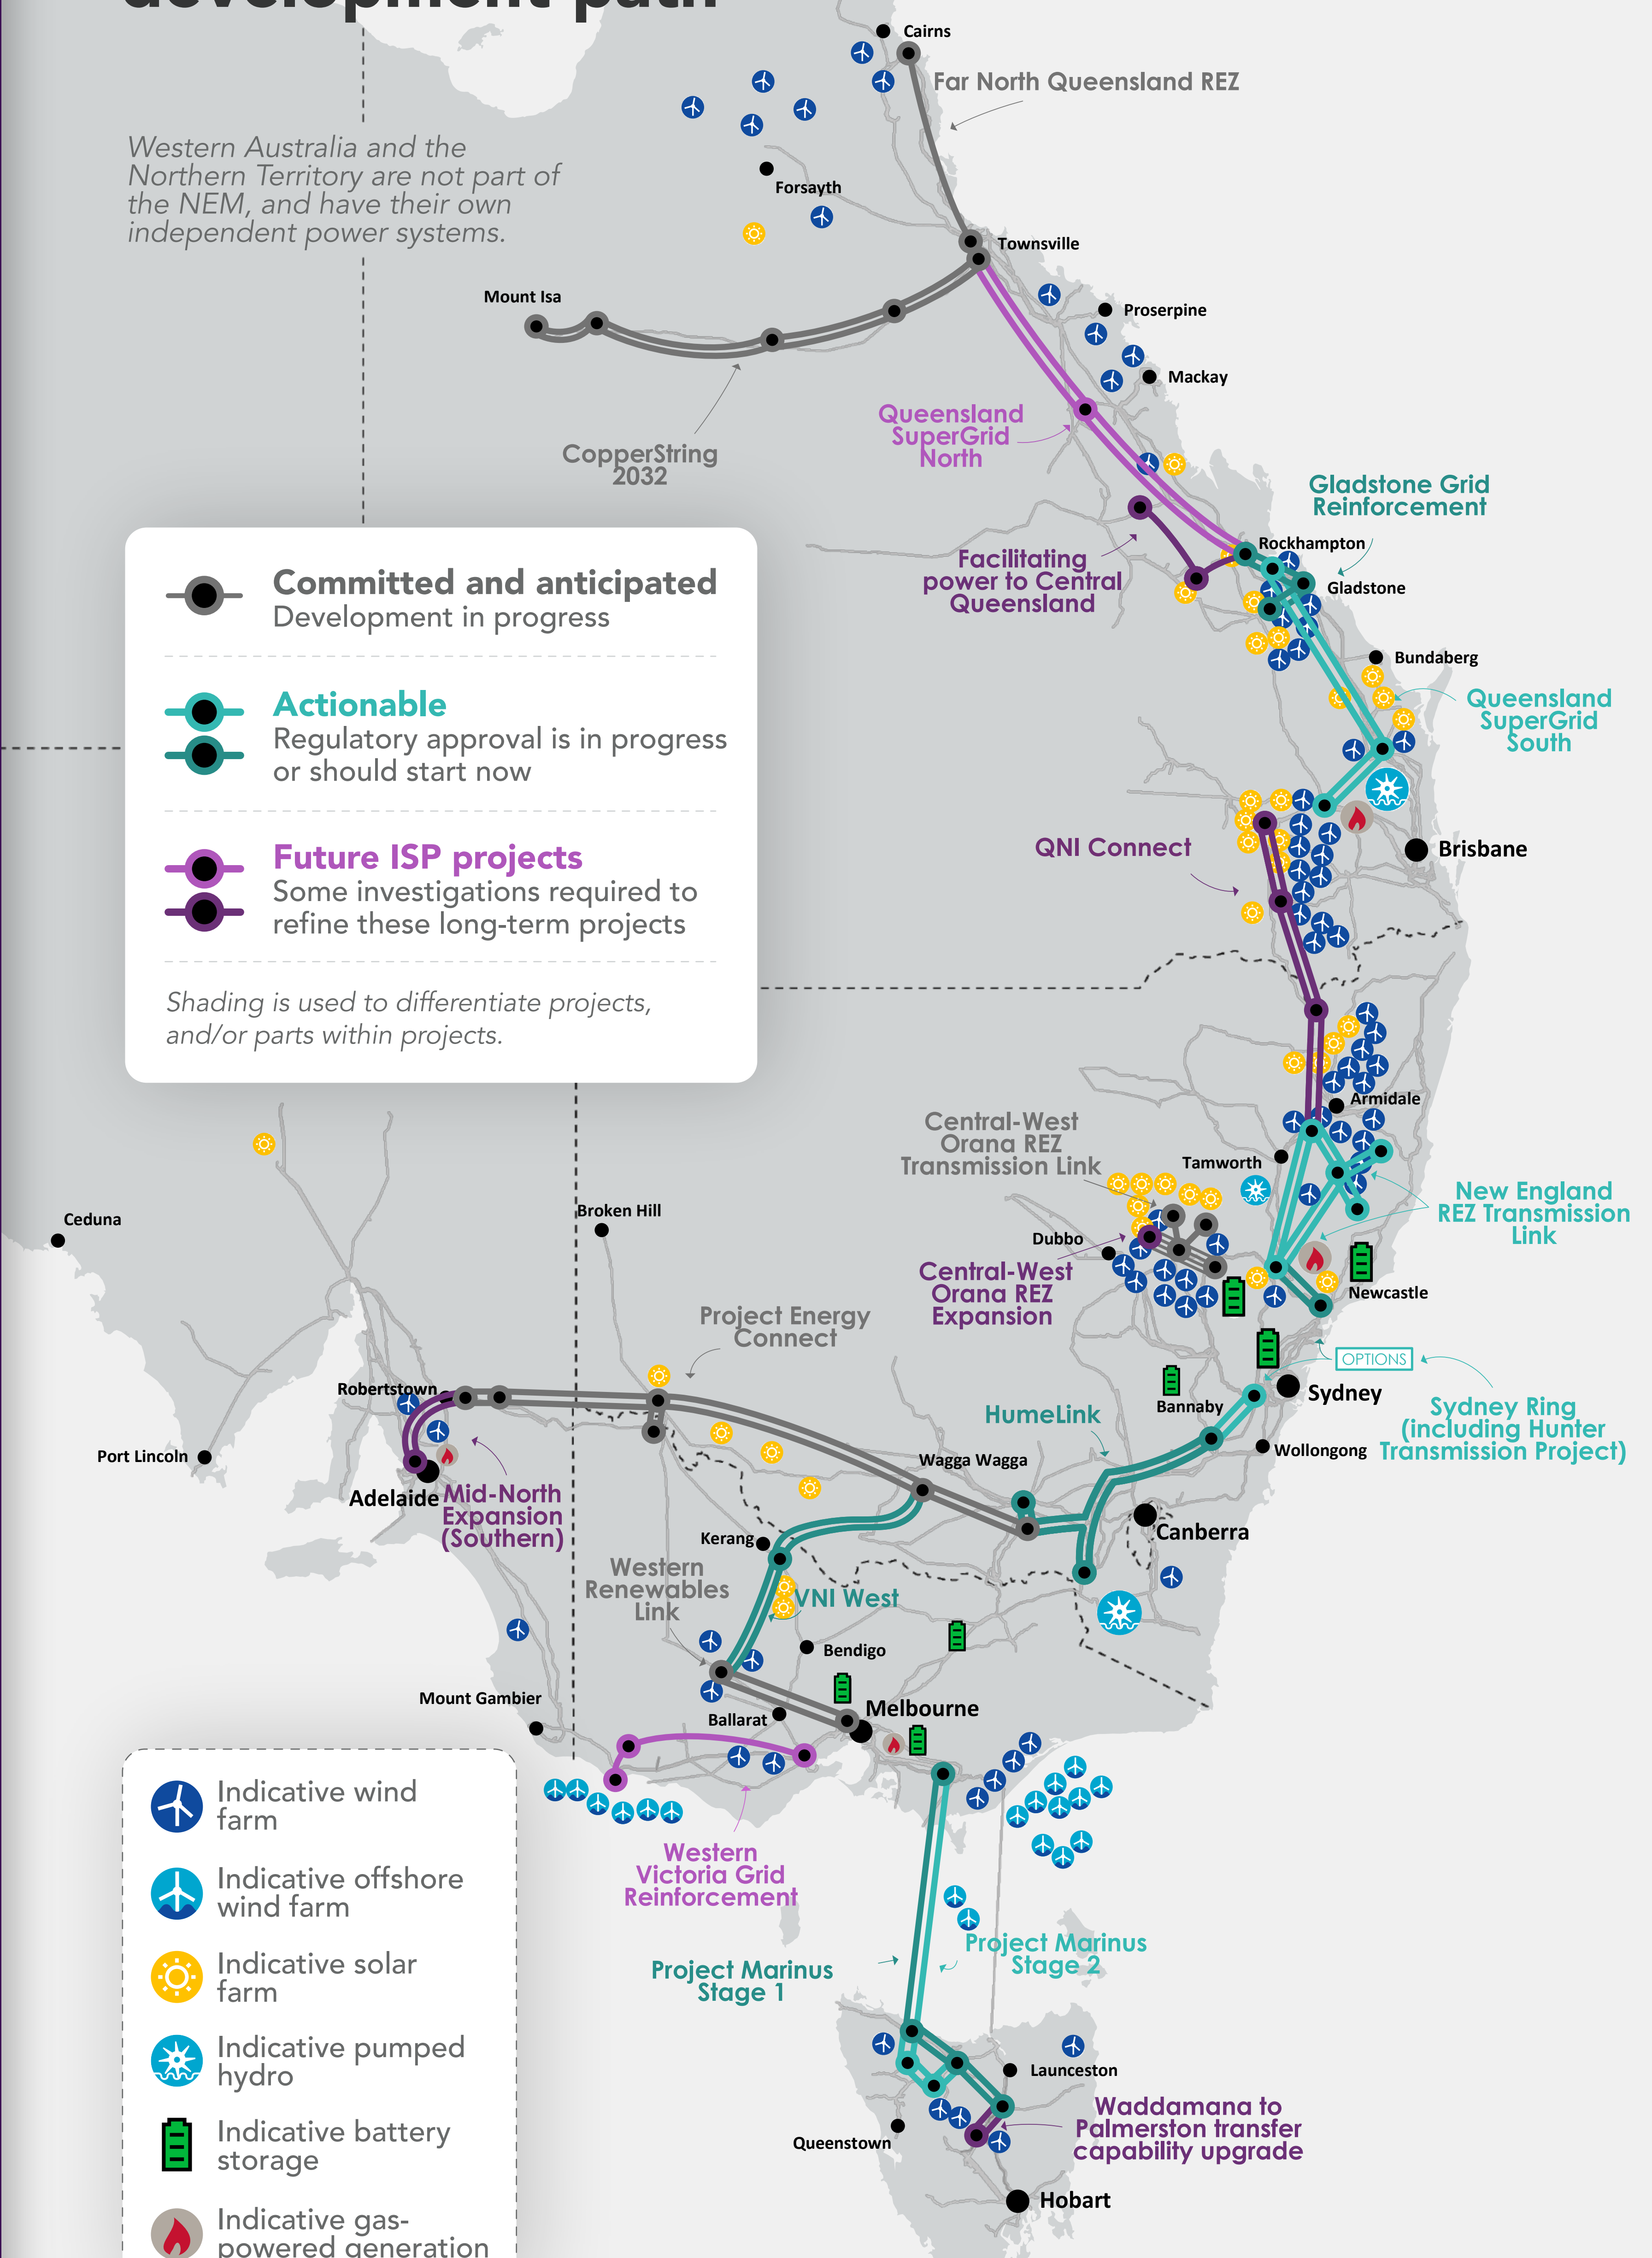 development path
Cairns
Far North Queensland REZ
Western Australia and the
Northern Territory are not part of
the NEM, and have their own
independent power systems.
Forsayth
Townsville
Mount Isa
Proserpine
Mackay
Queensland
SuperGrid
North
CopperString
2032
Gladstone Grid
Reinforcement
Rockhampton
Facilitating
power to Central
Queensland
Gladstone
Committed and anticipated
Development in progress
Actionable
Regulatory approval is in progress
or should start now
Future ISP projects
Some investigations required to
refine these long-term projects
Shading is used to differentiate projects,
and/or parts within projects.
Bundaberg
Queensland
SuperGrid
South
QNI Connect
Brisbane
Armidale
Central-West
Orana REZ
Transmission Link
Tamworth
New England
REZ Transmission
Link
Ceduna
Broken Hill
Dubbo
Central-West
Orana REZ
Expansion
Newcastle
Project Energy
Connect
OPTIONS
Robertstown
Sydney
Bannaby
HumeLink
Sydney Ring
(including Hunter
Transmission Project)
Wollongong
Port Lincoln
Wagga Wagga
Adelaide
Mid-North
Expansion
(Southern)
Canberra
Kerang
Western
Renewables
Link
VNI West
Bendigo
Mount Gambier
Ballarat
Melbourne
Western
Victoria Grid
Reinforcement
Project Marinus
Stage 2
Project Marinus
Stage 1
Launceston
Waddamana to
Palmerston transfer
capability upgrade
Queenstown
Hobart
Indicative wind
farm
Indicative offshore
wind farm
Indicative solar
farm
Indicative pumped
hydro
Indicative battery
storage
Indicative gas-
powered generation